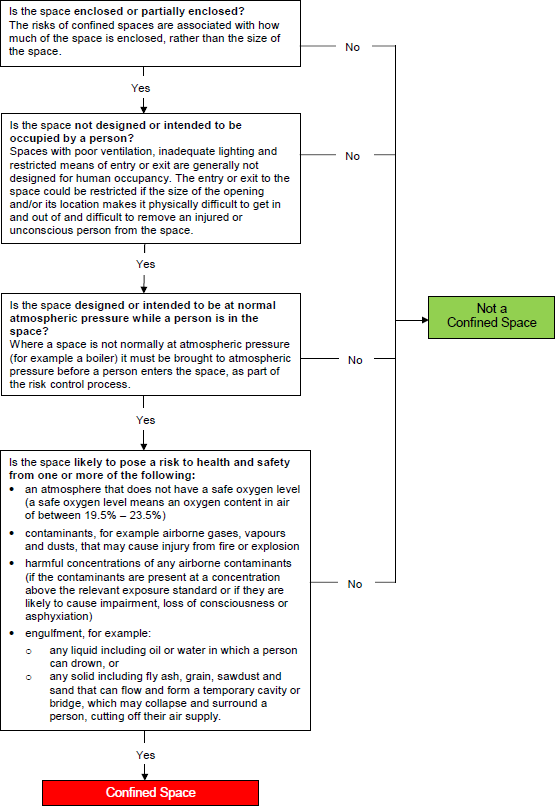 Is the space enclosed or partially enclosed?
The risks of confined spaces are associated with how
much of the space is enclosed, rather than the size of
the space.
No
Yes
Is the space not designed or intended to be
occupied by a person?
Spaces with poor ventilation, inadequate lighting and
restricted means of entry or exit are generally not
designed for human occupancy. The entry or exit to the
space could be restricted if the size of the opening
and/or its location makes it physically difficult to get in
and out of and difficult to remove an injured or
unconscious person from the space.
No
Yes
Is the space designed or intended to be at normal
atmospheric pressure while a person is in the
space?
Where a space is not normally at atmospheric pressure
(for example a boiler) it must be brought to atmospheric
pressure before a person enters the space, as part of
the risk control process.
No
Not a
Confined Space
Yes
Is the space likely to pose a risk to health and safety
from one or more of the following:
• an atmosphere that does not have a safe oxygen level
(a safe oxygen level means an oxygen content in air
of between 19.5% – 23.5%)
• contaminants, for example airborne gases, vapours
and dusts, that may cause injury from fire or explosion
• harmful concentrations of any airborne contaminants
(if the contaminants are present at a concentration
above the relevant exposure standard or if they are
likely to cause impairment, loss of consciousness or
asphyxiation)
• engulfment, for example:
o any liquid including oil or water in which a person
can drown, or
o any solid including fly ash, grain, sawdust and
sand that can flow and form a temporary cavity or
bridge, which may collapse and surround a
person, cutting off their air supply.
No
Yes
Confined Space